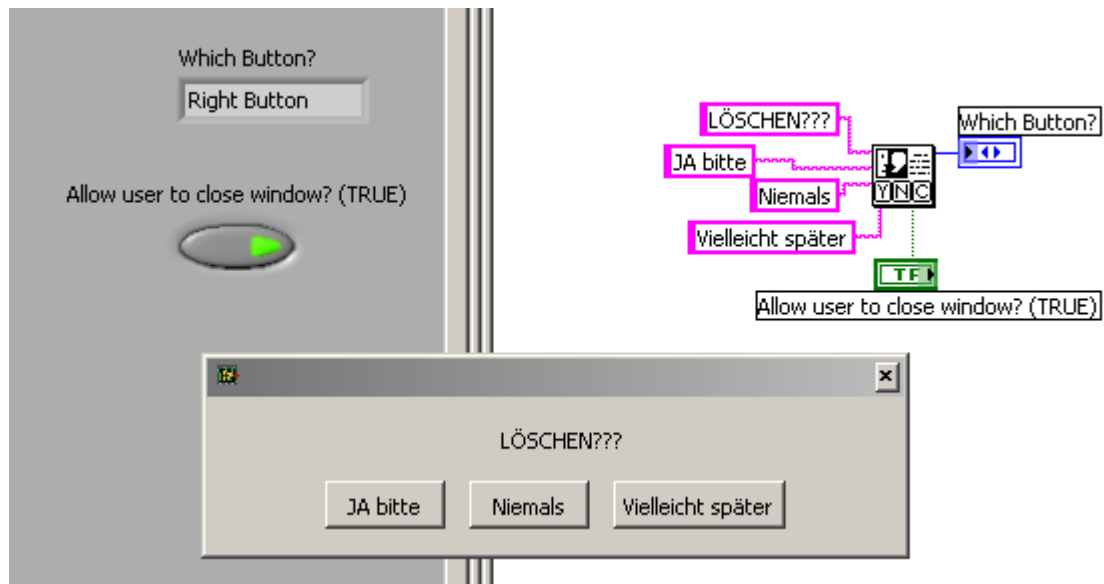 Which Button?
Right Button
Allow user to close window? (TRUE)
LÖSCHEN???
JA bitte
Niemals
Vielleicht später
Which Button?
Y N C
TF
Allow user to close window? (TRUE)
LÖSCHEN???
JA bitte Niemals Vielleicht später